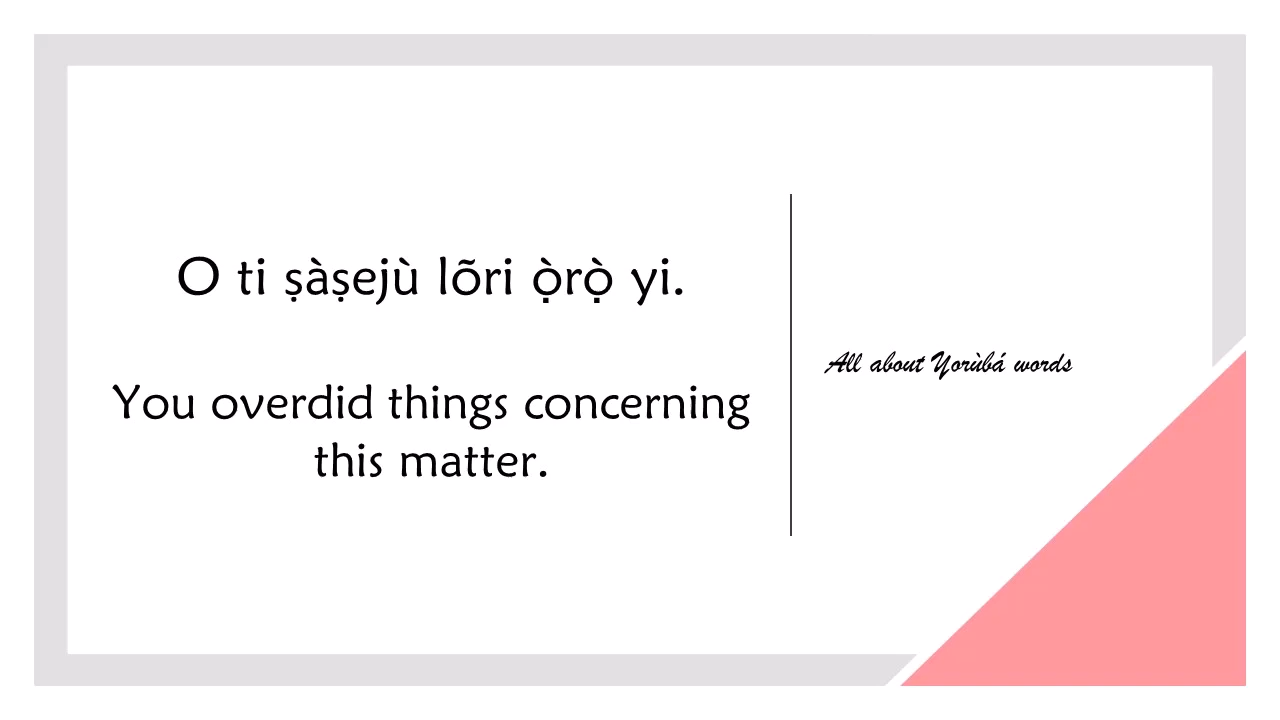 O ti ṣàṣejù lõri ọ̀rọ̀ yi.
You overdid things concerning
this matter.
All about Yorùbá words